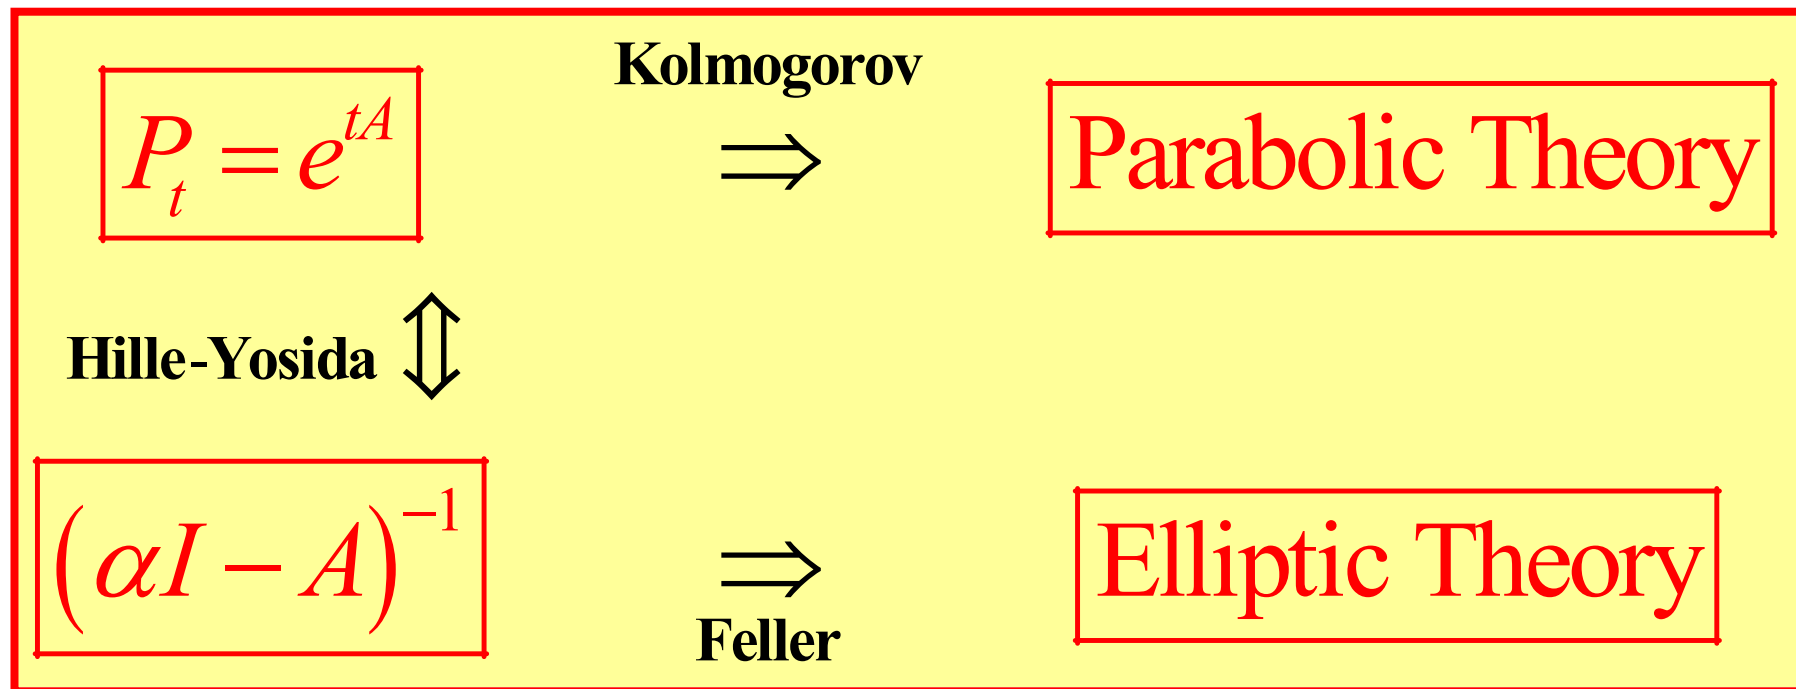 Kolmogorov
P_t = e^{tA} ⇒ Parabolic Theory
Hille-Yosida ⇕
(αI − A)^{−1} ⇒ Elliptic Theory
Feller